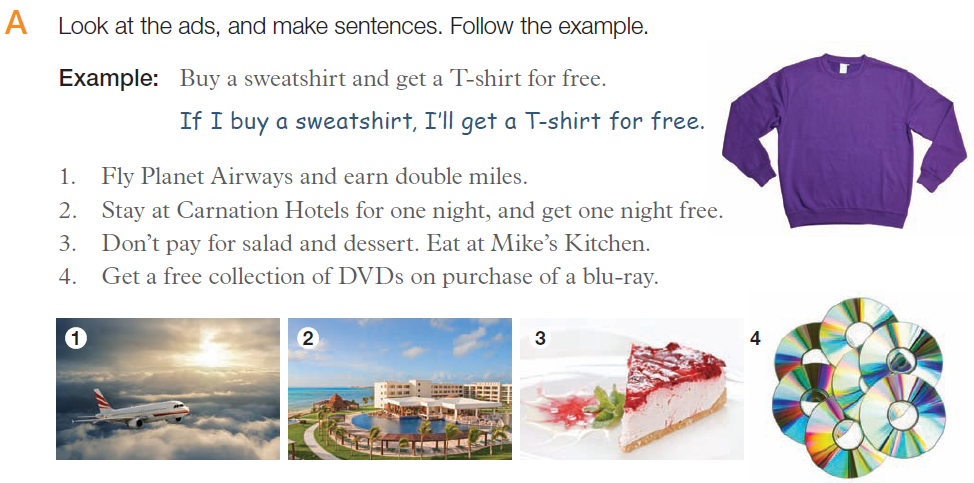 A Look at the ads, and make sentences. Follow the example.
Example: Buy a sweatshirt and get a T-shirt for free.
If I buy a sweatshirt, I'll get a T-shirt for free.
1. Fly Planet Airways and earn double miles.
2. Stay at Carnation Hotels for one night, and get one night free.
3. Don't pay for salad and dessert. Eat at Mike's Kitchen.
4. Get a free collection of DVDs on purchase of a blu-ray.
1 2 3 4